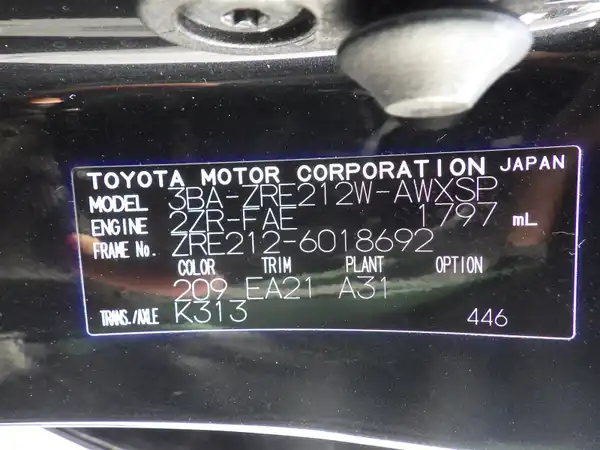 TOYOTA MOTOR CORPORATION JAPAN
MODEL 3BA-ZRE212W-AWXSP
ENGINE 2ZR-FAE 1797 mL
FRAME No. ZRE212-6018692
COLOR TRIM PLANT OPTION
209 EA21 A31
TRANS./AXLE K313 446